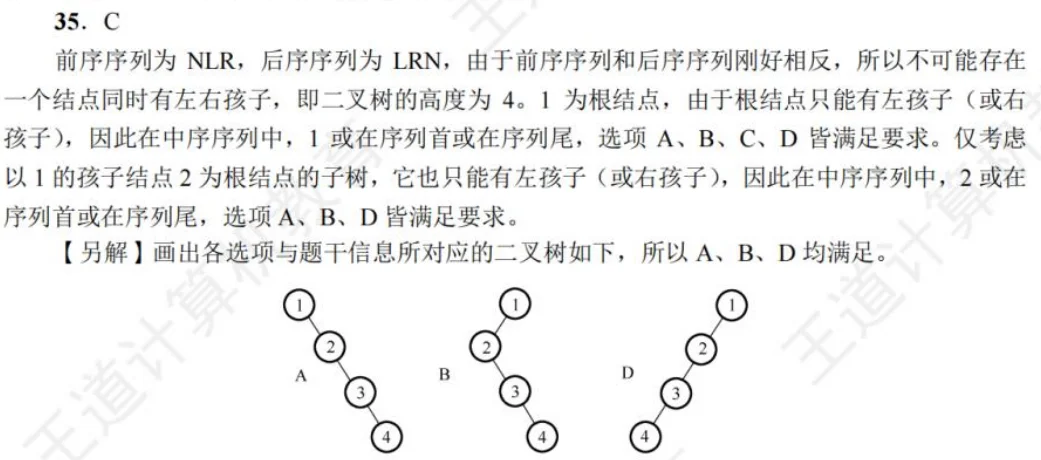 35．C
前序序列为 NLR，后序序列为 LRN，由于前序序列和后序序列刚好相反，所以不可能存在
一个结点同时有左右孩子，即二叉树的高度为 4。1 为根结点，由于根结点只能有左孩子（或右
孩子），因此在中序序列中，1 或在序列首或在序列尾，选项 A、B、C、D 皆满足要求。仅考虑
以 1 的孩子结点 2 为根结点的子树，它也只能有左孩子（或右孩子），因此在中序序列中，2 或在
序列首或在序列尾，选项 A、B、D 皆满足要求。
【另解】画出各选项与题干信息所对应的二叉树如下，所以 A、B、D 均满足。
1 1 1
2 2 2
A B D
3 3 3
4 4 4
王道计算机教育
王道计算机